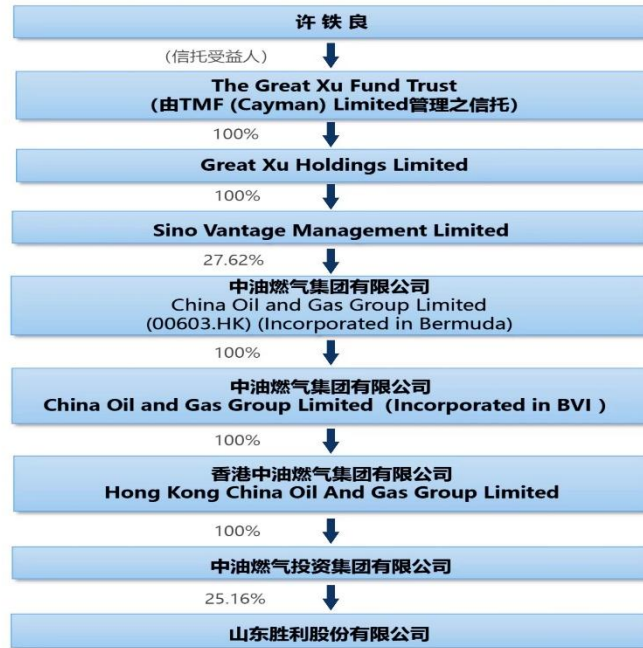 许 铁 良
(信托受益人)
The Great Xu Fund Trust
(由TMF (Cayman) Limited管理之信托)
100%
Great Xu Holdings Limited
100%
Sino Vantage Management Limited
27.62%
中油燃气集团有限公司
China Oil and Gas Group Limited
(00603.HK) (Incorporated in Bermuda)
100%
中油燃气集团有限公司
China Oil and Gas Group Limited (Incorporated in BVI )
100%
香港中油燃气集团有限公司
Hong Kong China Oil And Gas Group Limited
100%
中油燃气投资集团有限公司
25.16%
山东胜利股份有限公司